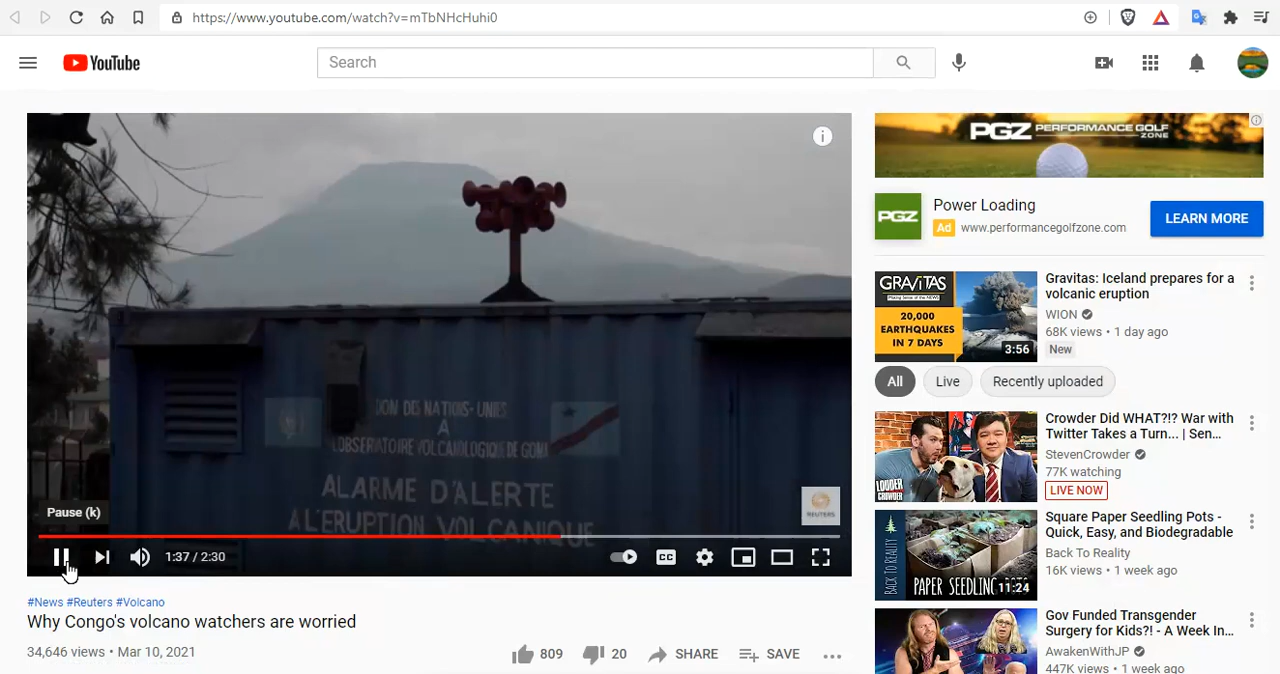 https://www.youtube.com/watch?v=mTbNHcHuhi0
YouTube
Search
DON DES NATIONS-UNIES
A
L'OBSERVATOIRE VOLCANOLOGIQUE DE GOMA
ALARME D'ALERTE
A L'ERUPTION VOLCANIQUE
REUTERS
Pause (k)
1:37 / 2:30
CC
#News #Reuters #Volcano
Why Congo's volcano watchers are worried
34,646 views • Mar 10, 2021
809
20
SHARE
SAVE
PGZ PERFORMANCE GOLF
ZONE
PGZ
Power Loading
Ad www.performancegolfzone.com
LEARN MORE
GRAVITAS
20,000
EARTHQUAKES
IN 7 DAYS
3:56
Gravitas: Iceland prepares for a
volcanic eruption
WION
68K views • 1 day ago
New
All
Live
Recently uploaded
LOUDER
CROWDER
Crowder Did WHAT?!? War with
Twitter Takes a Turn... | Sen...
StevenCrowder
77K watching
LIVE NOW
BACK TO REALITY
PAPER SEEDLING POTS
11:24
Square Paper Seedling Pots -
Quick, Easy, and Biodegradable
Back To Reality
16K views • 1 week ago
Gov Funded Transgender
Surgery for Kids?! - A Week In...
AwakenWithJP
447K views • 1 week ago